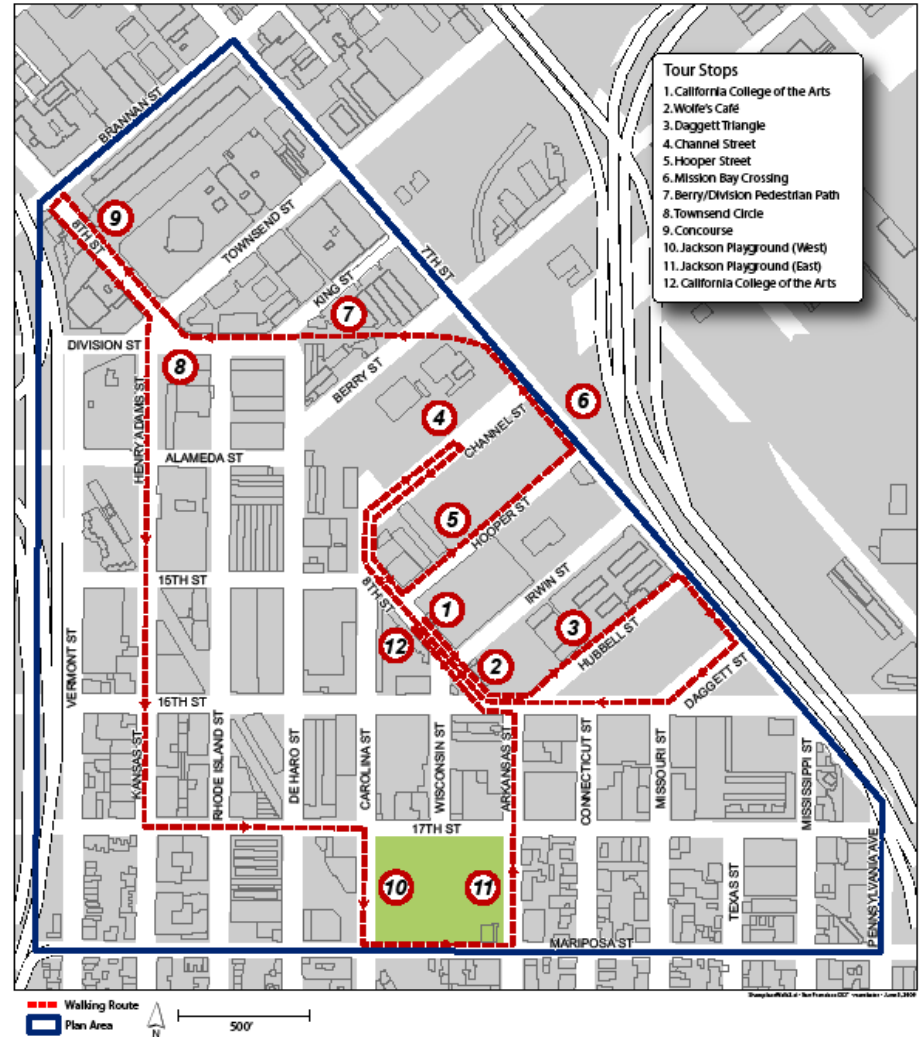 Tour Stops
1. California College of the Arts
2. Wolfe's Café
3. Daggett Triangle
4. Channel Street
5. Hooper Street
6. Mission Bay Crossing
7. Berry/Division Pedestrian Path
8. Townsend Circle
9. Concourse
10. Jackson Playground (West)
11. Jackson Playground (East)
12. California College of the Arts
BRANNAN ST
9
8TH ST
TOWNSEND ST
7TH ST
KING ST
7
DIVISION ST
8
BERRY ST
6
4
CHANNEL ST
HENRY ADAMS ST
ALAMEDA ST
5
HOOPER ST
15TH ST
8TH ST
IRWIN ST
1
3
12
HUBBELL ST
2
VERMONT ST
DAGGETT ST
16TH ST
KANSAS ST
RHODE ISLAND ST
DE HARO ST
CAROLINA ST
WISCONSIN ST
ARKANSAS ST
CONNECTICUT ST
MISSOURI ST
MISSISSIPPI ST
17TH ST
10
11
TEXAS ST
PENNSYLVANIA AVE
MARIPOSA ST
Walking Route
Plan Area
N
500'